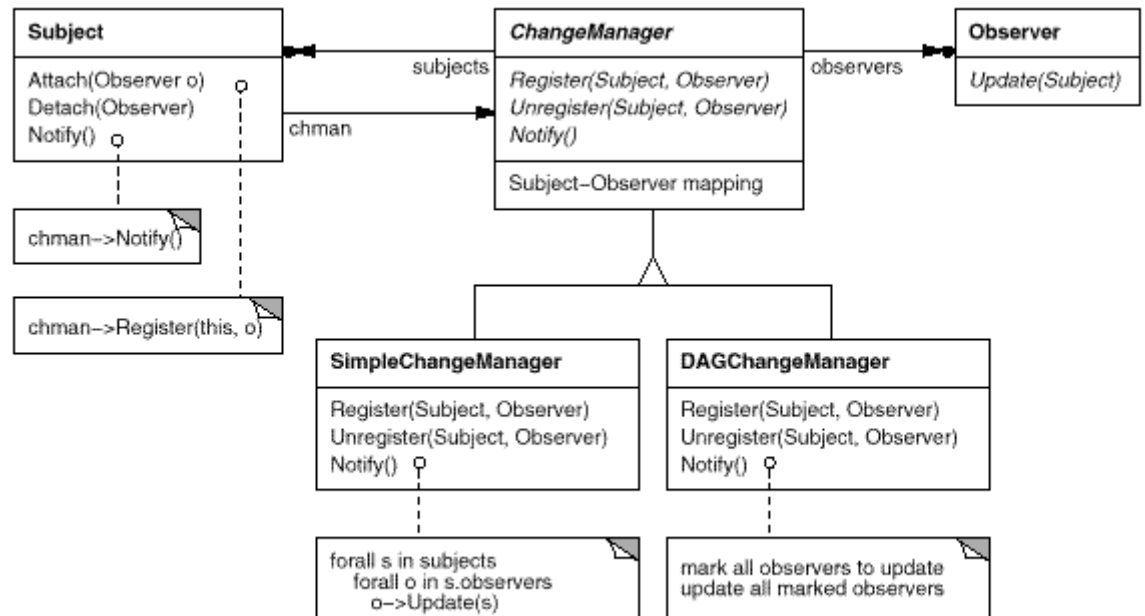 Subject
Attach(Observer o)
Detach(Observer)
Notify()
chman->Notify()
chman->Register(this, o)
subjects
chman
ChangeManager
Register(Subject, Observer)
Unregister(Subject, Observer)
Notify()
Subject-Observer mapping
observers
Observer
Update(Subject)
SimpleChangeManager
Register(Subject, Observer)
Unregister(Subject, Observer)
Notify()
forall s in subjects
forall o in s.observers
o->Update(s)
DAGChangeManager
Register(Subject, Observer)
Unregister(Subject, Observer)
Notify()
mark all observers to update
update all marked observers